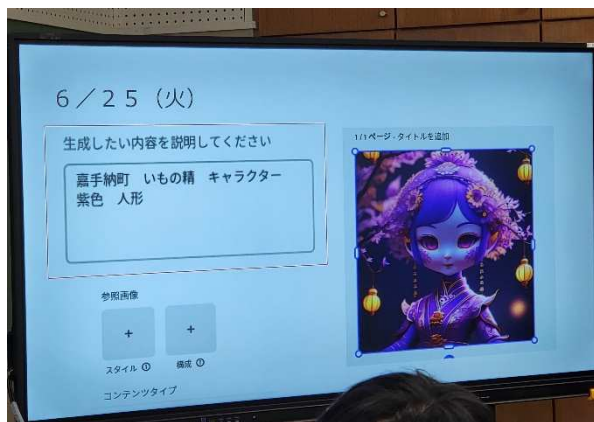 6／25（火）
生成したい内容を説明してください
嘉手納町　いもの精　キャラクター
紫色　人形
参照画像
+ +
スタイル ⓘ 構成 ⓘ
コンテンツタイプ
1/1ページ - タイトルを追加